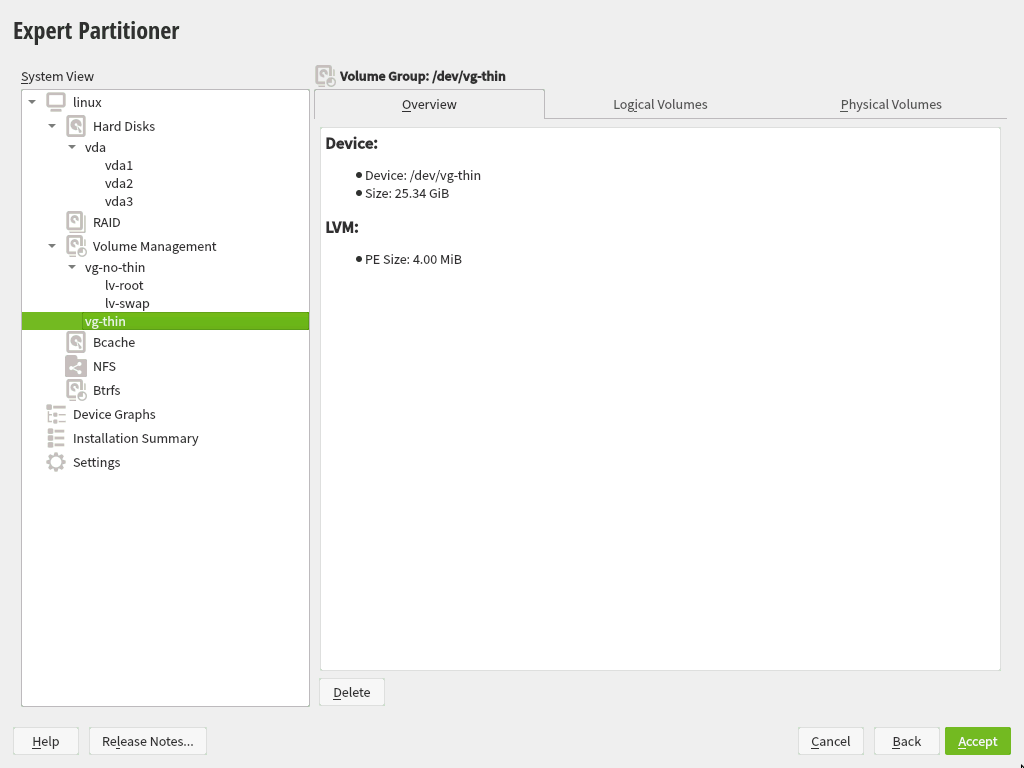 Expert Partitioner
System View
linux
Hard Disks
vda
vda1
vda2
vda3
RAID
Volume Management
vg-no-thin
lv-root
lv-swap
vg-thin
Bcache
NFS
Btrfs
Device Graphs
Installation Summary
Settings
Volume Group: /dev/vg-thin
Overview Logical Volumes Physical Volumes
Device:
● Device: /dev/vg-thin
● Size: 25.34 GiB
LVM:
● PE Size: 4.00 MiB
Delete
Help Release Notes... Cancel Back Accept